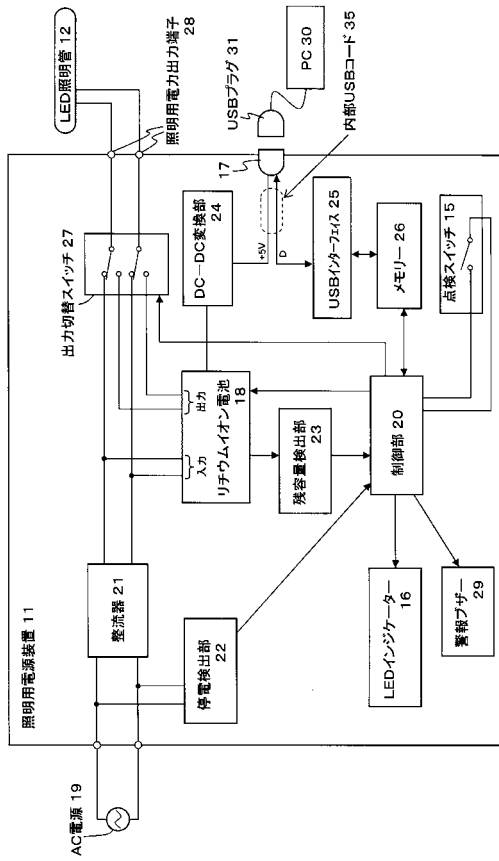 照明用電源装置 11
AC電源 19
整流器 21
停電検出部
22
出力切替スイッチ 27
LED照明管 12
照明用電力出力端子
28
入力
出力
リチウムイオン電池
18
DC−DC変換部
24
残容量検出部
23
+5V
D
17
USBプラグ 31
PC 30
内部USBコード 35
USBインターフェイス 25
メモリー 26
点検スイッチ 15
制御部 20
LEDインジケーター
16
警報ブザー
29